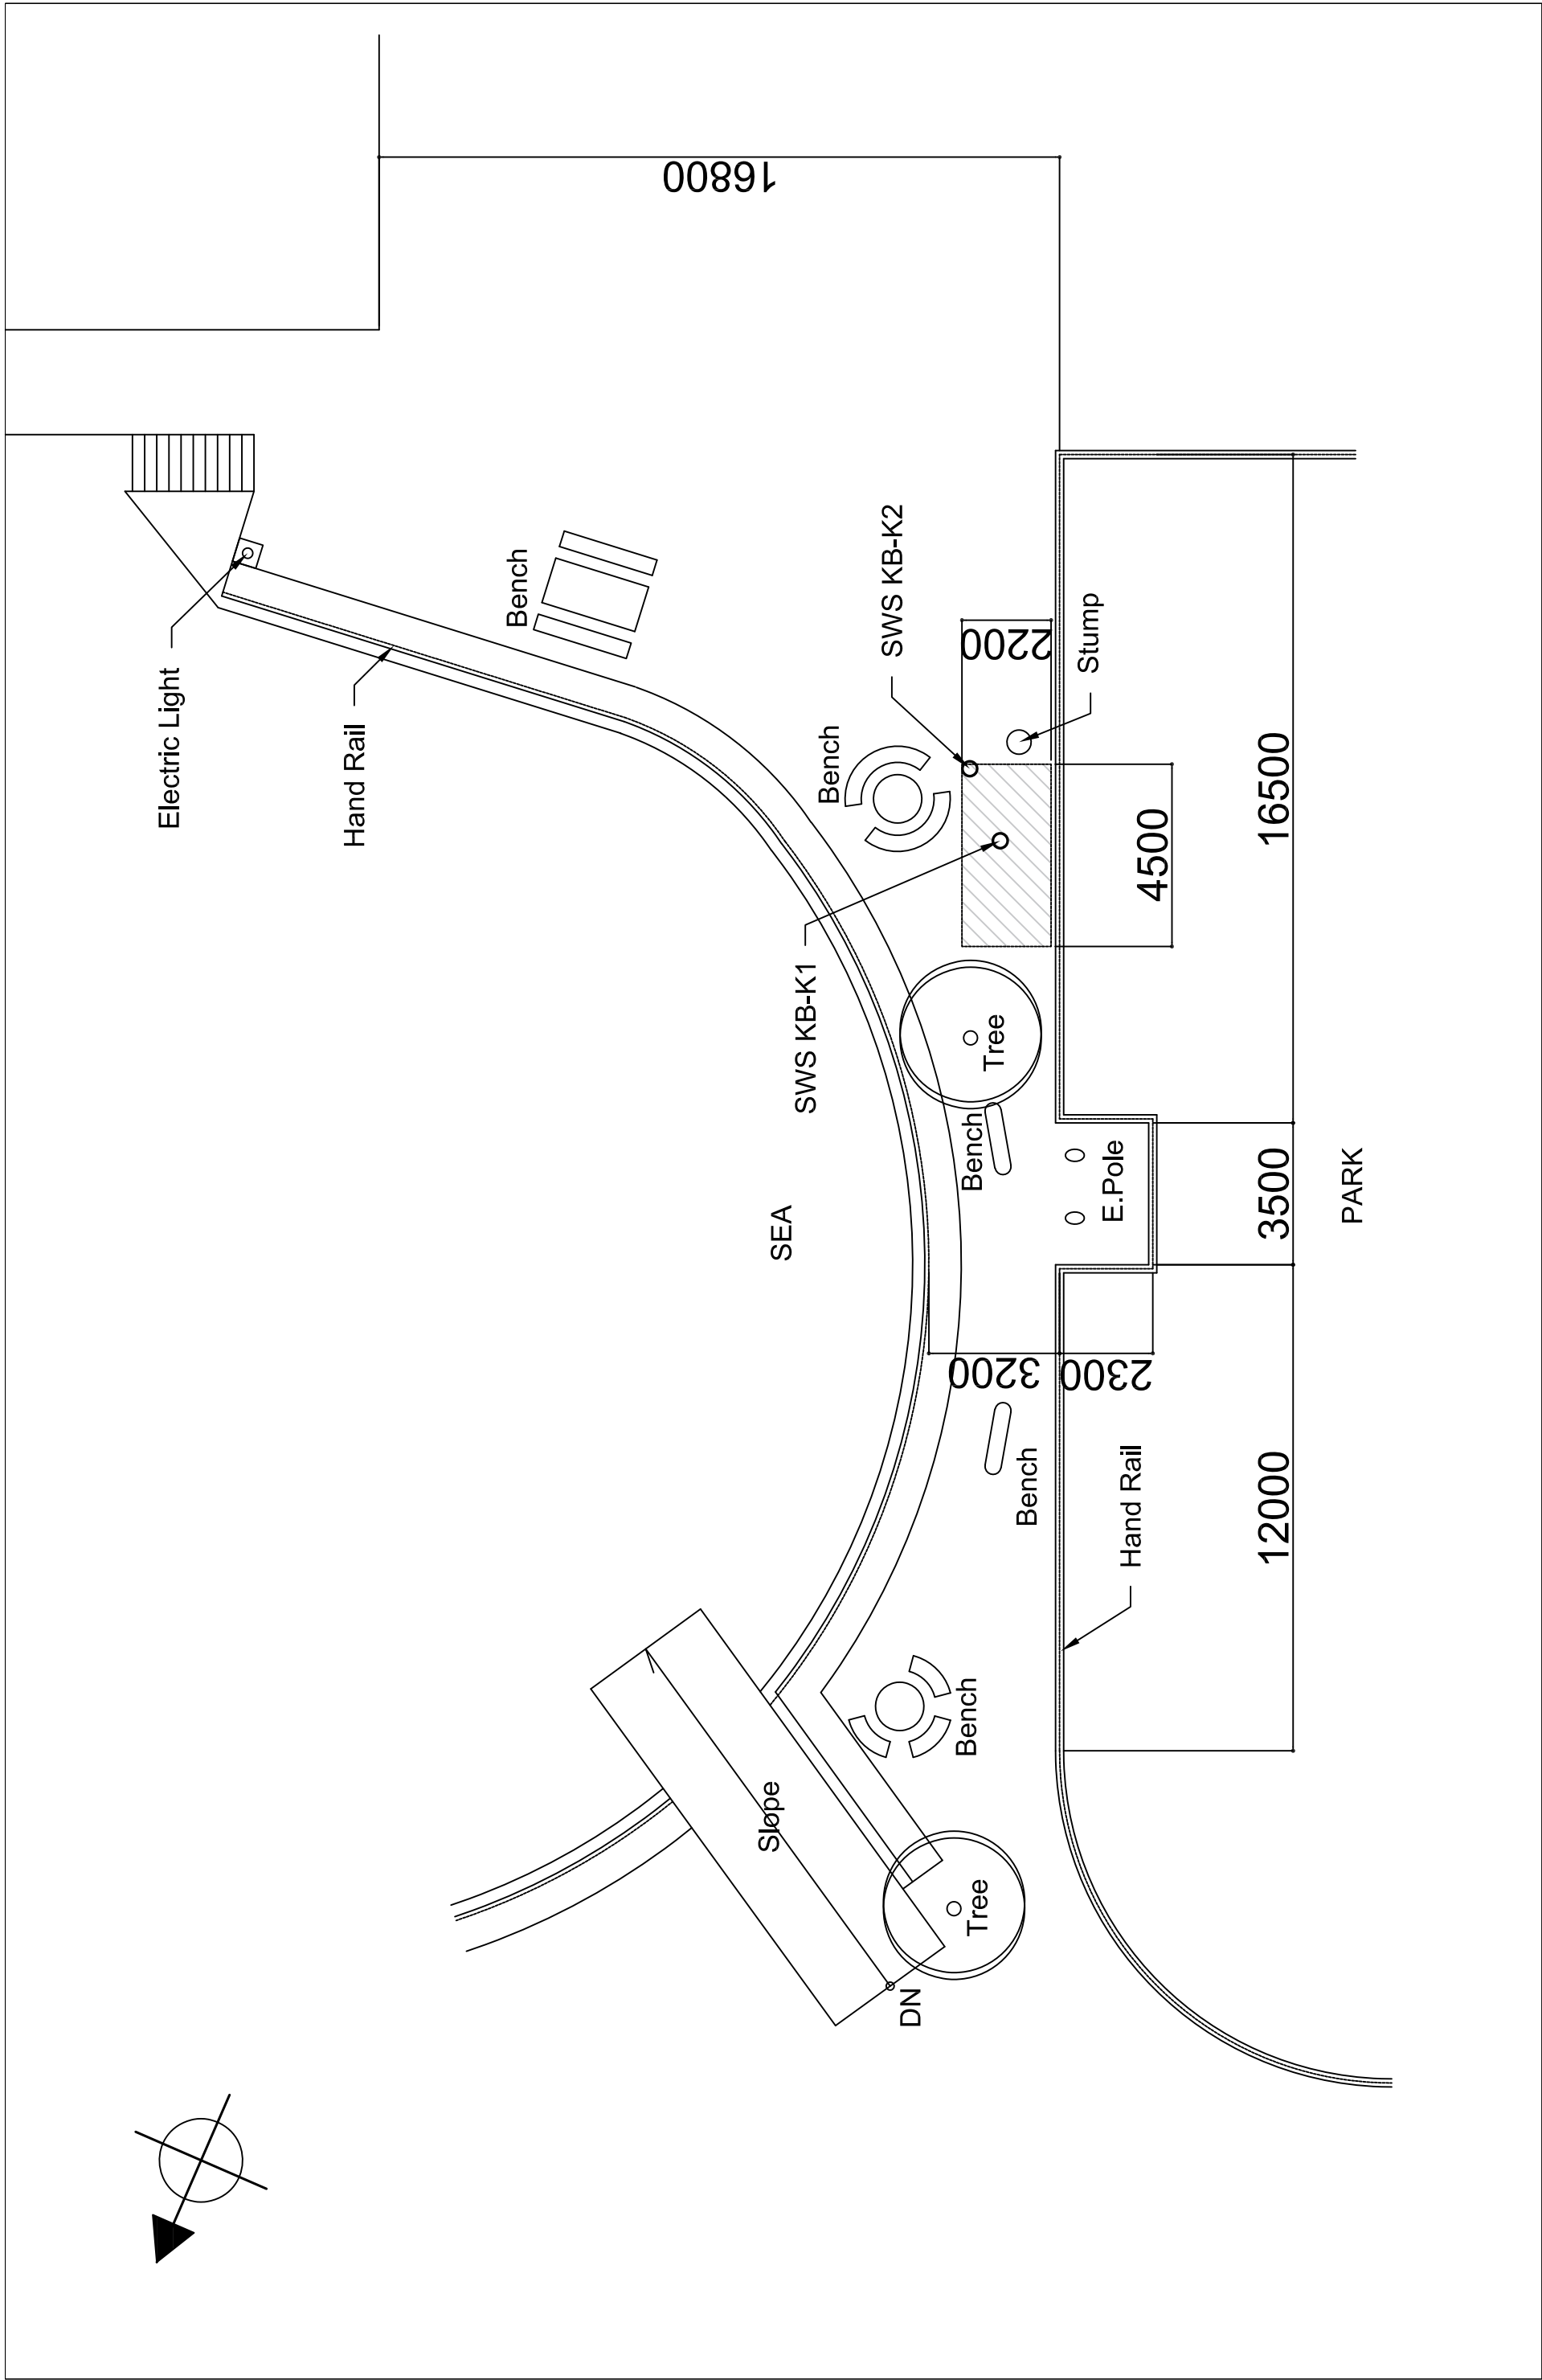 16800
Electric Light
Hand Rail
Bench
SWS KB-K2
2200
Stump
Bench
16500
4500
SWS KB-K1
Tree
Bench
E.Pole
SEA
3500
PARK
3200
2300
Bench
Hand Rail
12000
Bench
Slope
Tree
DN